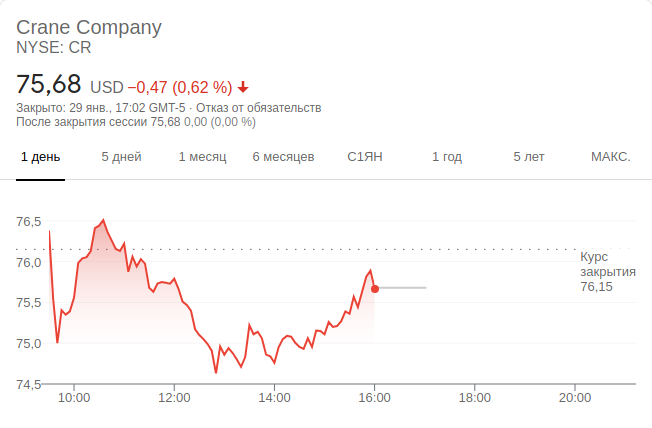 Crane Company
NYSE: CR
75,68 USD −0,47 (0,62 %)
Закрыто: 29 янв., 17:02 GMT-5 · Отказ от обязательств
После закрытия сессии 75,68 0,00 (0,00 %)
1 день 5 дней 1 месяц 6 месяцев С1ЯН 1 год 5 лет МАКС.
76,5
76,0
75,5
75,0
74,5
Курс
закрытия
76,15
10:00 12:00 14:00 16:00 18:00 20:00